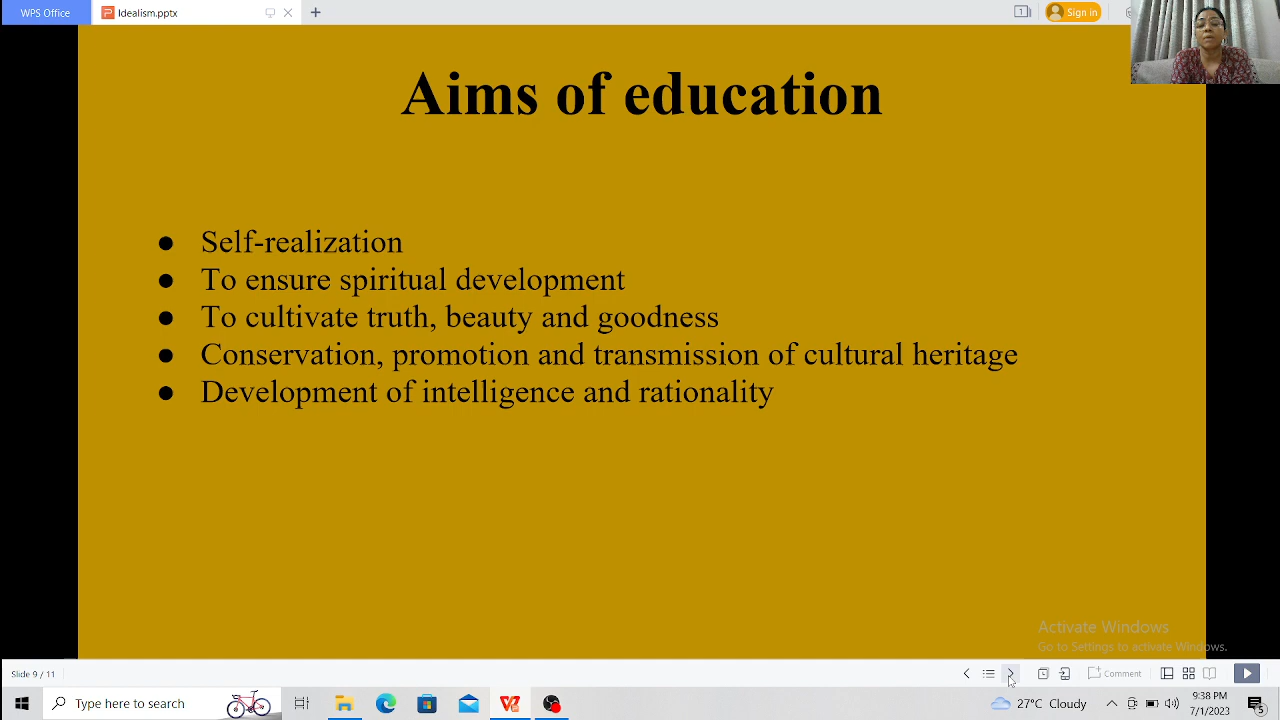 WPS Office
Idealism.pptx
Sign in
Aims of education
● Self-realization
● To ensure spiritual development
● To cultivate truth, beauty and goodness
● Conservation, promotion and transmission of cultural heritage
● Development of intelligence and rationality
Activate Windows
Go to Settings to activate Windows.
Slide 9 / 11
Comment
Type here to search
27°C Cloudy
9:38 PM
7/1/2023